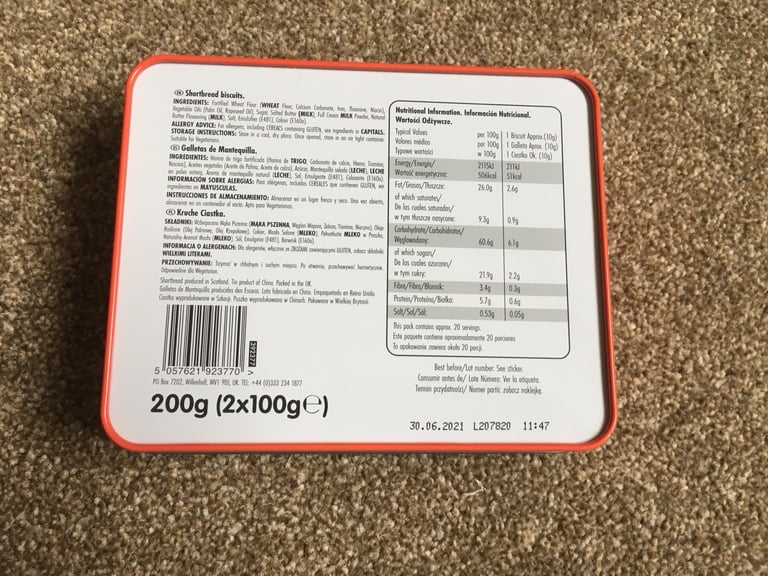 Shortbread biscuits.
INGREDIENTS: Fortified Wheat Flour (WHEAT Flour, Calcium Carbonate, Iron, Thiamine, Niacin),
Vegetable Oils (Palm Oil, Rapeseed Oil), Sugar, Salted Butter (MILK), Full Cream MILK Powder, Natural
Butter Flavouring (MILK), Salt, Emulsifier (E481), Colour (E160a).
ALLERGY ADVICE: For allergens, including CEREALS containing GLUTEN, see ingredients in CAPITALS.
STORAGE INSTRUCTIONS: Store in a cool, dry place. Once opened, store in an air tight container.
Suitable for Vegetarians.
Galletas de Mantequilla.
INGREDIENTES: Harina de trigo fortificada (Harina de TRIGO, Carbonato de calcio, Hierro, Tiamina,
Niacina), Aceites vegetales (Aceite de Palma, Aceite de colza), Azúcar, Mantequilla salada (LECHE), LECHE
en polvo entera, Aroma de mantequilla natural (LECHE), Sal, Emulgente (E481), Colorante (E160a).
INFORMACIÓN SOBRE ALERGIAS: Para alérgenos, incluidos CEREALES que contienen GLUTEN, ver
ingredientes en MAYUSCULAS.
INSTRUCCIONES DE ALMACENAMIENTO: Almacenar en un lugar fresco y seco. Una vez abierto,
almacenar en un contenedor al vacío. Apto para Vegetarianos.
Kruche Ciastka.
SKŁADNIKI: Wzbogacona Mąka Pszenna (MĄKA PSZENNA, Węglan Wapnia, Żelazo, Tiamina, Niacyna), Oleje
Roślinne (Olej Palmowy, Olej Rzepakowy), Cukier, Masło Solone (MLEKO), Pełnotłuste MLEKO w Proszku,
Naturalny Aromat Masła (MLEKO), Sól, Emulgator (E481), Barwnik (E160a).
INFORMACJA O ALERGENACH: Dla alergenów, włącznie ze ZBOŻAMI zawierającymi GLUTEN, zobacz składniki
WIELKIMI LITERAMI.
PRZECHOWYWANIE: Trzymać w chłodnym i suchym miejscu. Po otwarciu, przechowywać hermetycznie.
Odpowiednie dla Wegetarian.
Shortbread produced in Scotland. Tin product of China. Packed in the UK.
Galletas de Mantequilla producidas den Escocia. Lata fabricada en China. Empaquetada en Reino Unido.
Ciastka wyprodukowane w Szkocji. Puszka wyprodukowana w Chinach. Pakowane w Wielkiej Brytanii.
392377
5 057621 923770 >
PO Box 7202, Willenhall, WV1 9DL, UK. TEL: +44 (0)333 234 1877
200g (2x100g℮)
Nutritional Information. Información Nutricional.
Wartości Odżywcze.
Typical Values per 100g 1 Biscuit Approx.(10g)
Valores médios por 100g 1 Galleta Aprox. (10g)
Typowe wartości w 100g 1 Ciastko Ok. (10g)
Energy/Energía/ 2115kJ 211kJ
Wartość energetyczna: 506kcal 51kcal
Fat/Grasas/Tłuszcze: 26.0g 2.6g
of which saturates/
De las cuales saturadas/
w tym tłuszcze nasycone: 9.3g 0.9g
Carbohydrate/Carbohidratos/
Węglowodany: 60.6g 6.1g
of which sugars/
De los cuales azucares/
w tym cukry: 21.9g 2.2g
Fibre/Fibra/Błonnik: 3.4g 0.3g
Protein/Proteína/Białko: 5.7g 0.6g
Salt/Sal/Sól: 0.53g 0.05g
This pack contains approx. 20 servings.
Este paquete contiene aproximadamente 20 porciones
To opakowanie zawiera około 20 porcji.
Best before/Lot number: See sticker.
Consumir antes de/ Lote Número: Ver la etiqueta.
Termin przydatności/ Numer partii: zobacz naklejkę.
30.06.2021 L207820 11:47